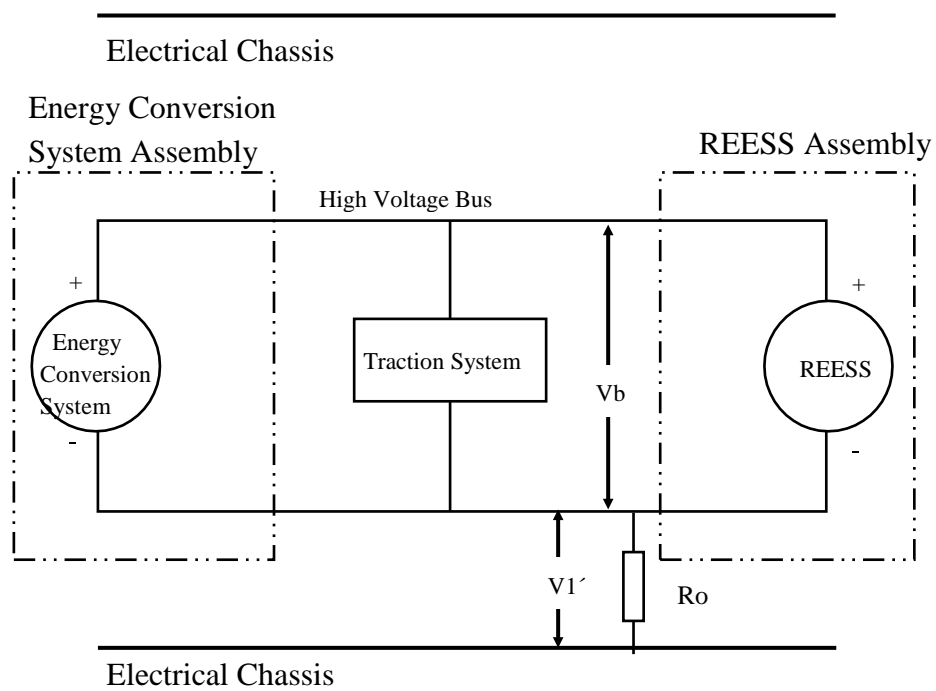 Electrical Chassis
Energy Conversion
System Assembly
REESS Assembly
High Voltage Bus
+
+
Energy
Conversion
System
Traction System
Vb
REESS
-
-
V1´
Ro
Electrical Chassis